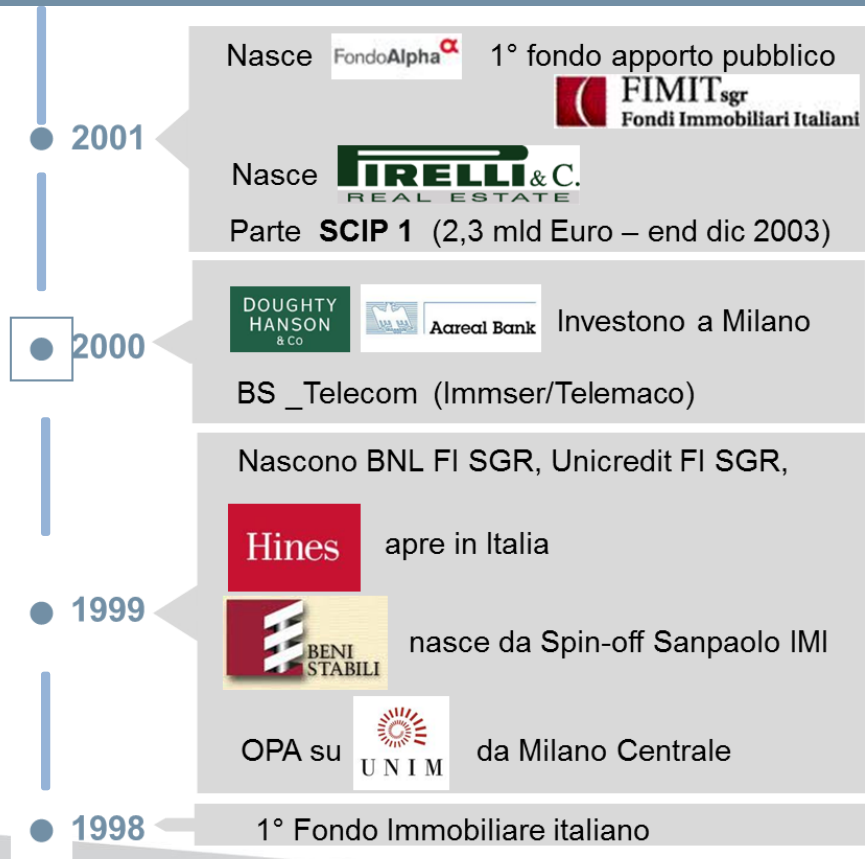 Nasce FondoAlphaα 1° fondo apporto pubblico
FIMITsgr
Fondi Immobiliari Italiani
2001
Nasce PIRELLI & C.
REAL ESTATE
Parte SCIP 1 (2,3 mld Euro – end dic 2003)
DOUGHTY
HANSON
& CO
Aareal Bank Investono a Milano
2000
BS _Telecom (Immser/Telemaco)
Nascono BNL FI SGR, Unicredit FI SGR,
Hines apre in Italia
1999
BENI
STABILI
nasce da Spin-off Sanpaolo IMI
OPA su UNIM da Milano Centrale
1998 1° Fondo Immobiliare italiano